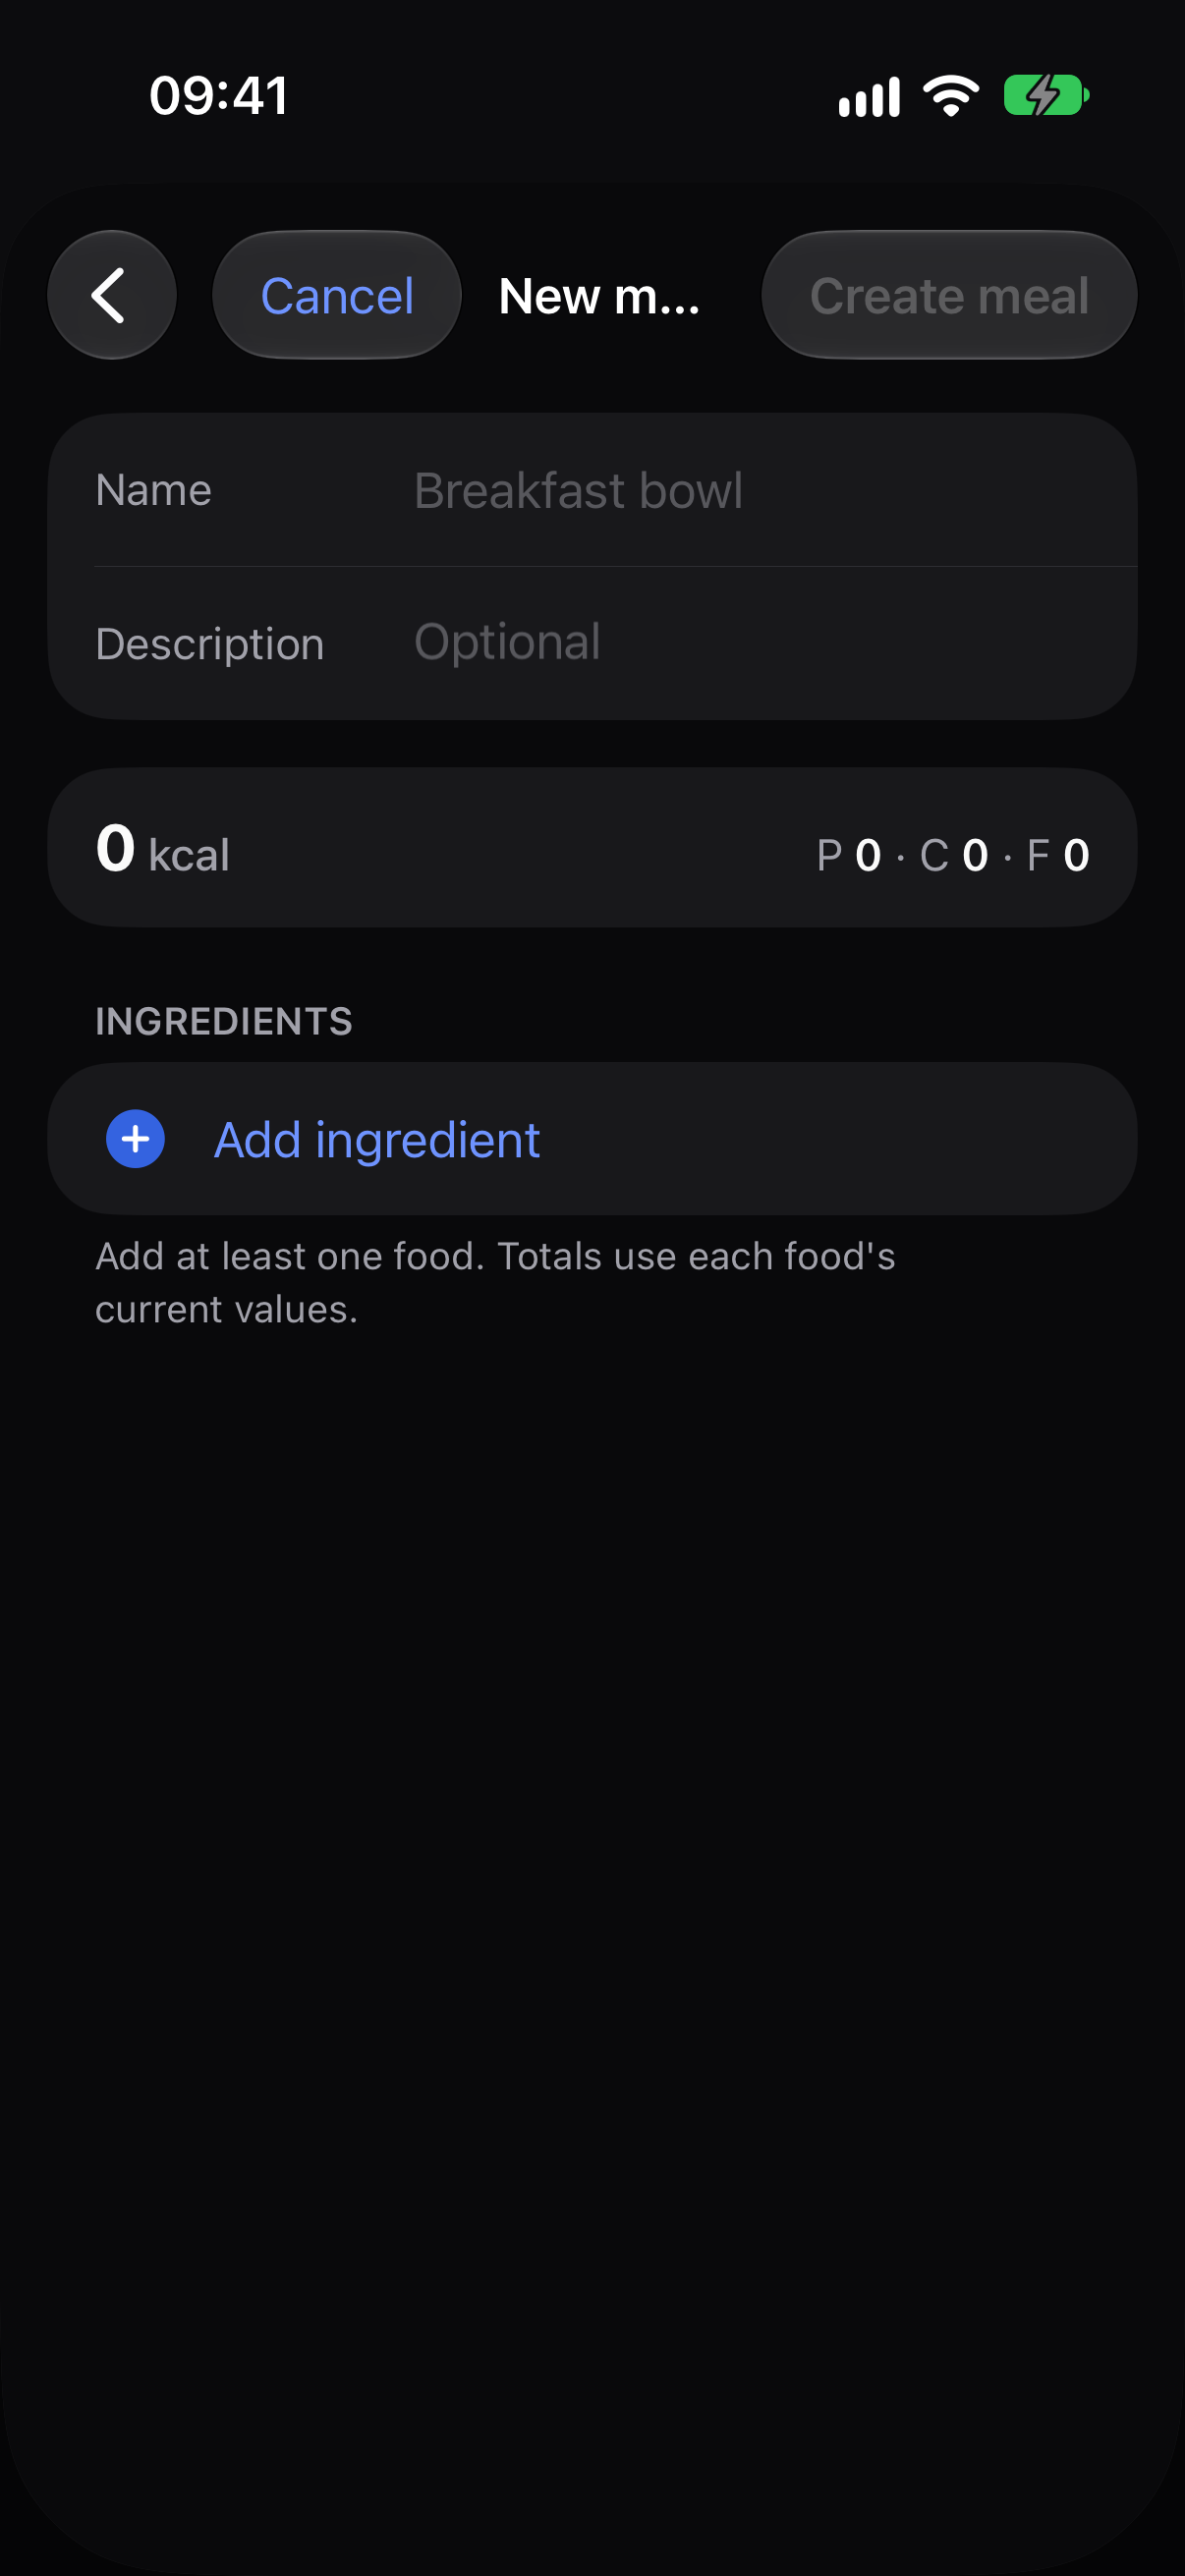 09:41
Cancel
New m...
Create meal
Name
Breakfast bowl
Description
Optional
0 kcal
P 0 · C 0 · F 0
INGREDIENTS
Add ingredient
Add at least one food. Totals use each food's
current values.